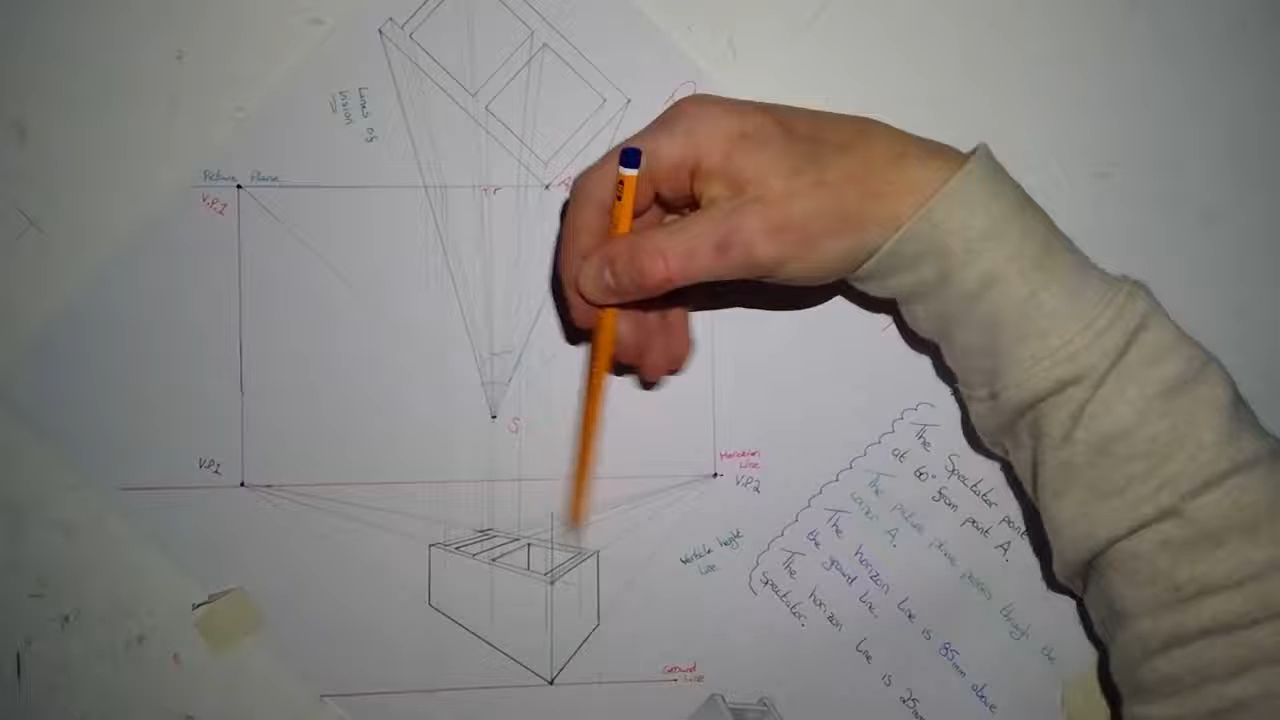 Lines of
Vision
Picture Plane
V.P.1
S
V.P.1
Horizon
Line
V.P.2
Verticle height
Line
Ground
Line
The Spectator point
at 60° from point A.
The picture plane passes through the
corner A.
The horizon line is 85mm above
the ground line.
The horizon line is 25mm
Spectator.